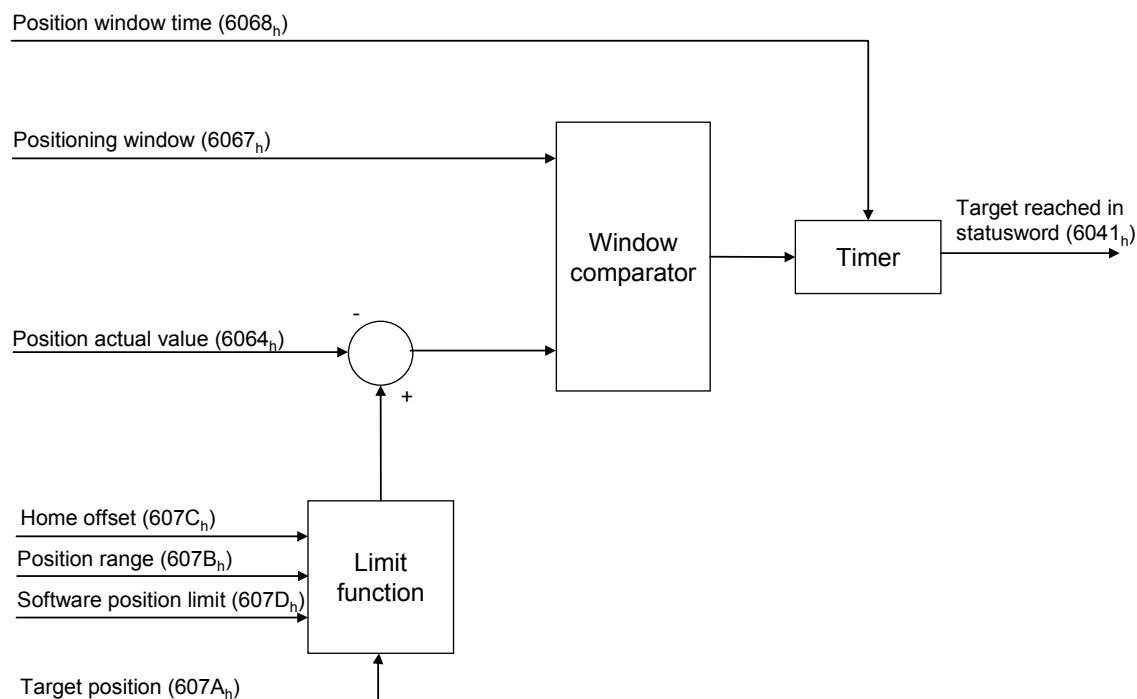 Position window time (6068h)
Positioning window (6067h)
Window
comparator
Target reached in
statusword (6041h)
Timer
-
Position actual value (6064h)
+
Home offset (607Ch)
Position range (607Bh)
Software position limit (607Dh)
Limit
function
Target position (607Ah)